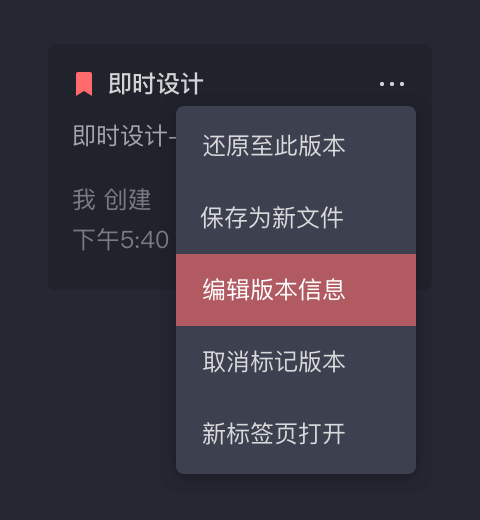 即时设计
即时设计-
我 创建
下午5:40
还原至此版本
保存为新文件
编辑版本信息
取消标记版本
新标签页打开